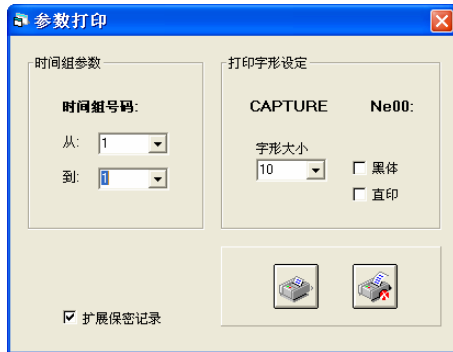 参数打印
时间组参数
时间组号码:
从: 1
到: 1
打印字形设定
CAPTURE Ne00:
字形大小
10
黑体
直印
扩展保密记录